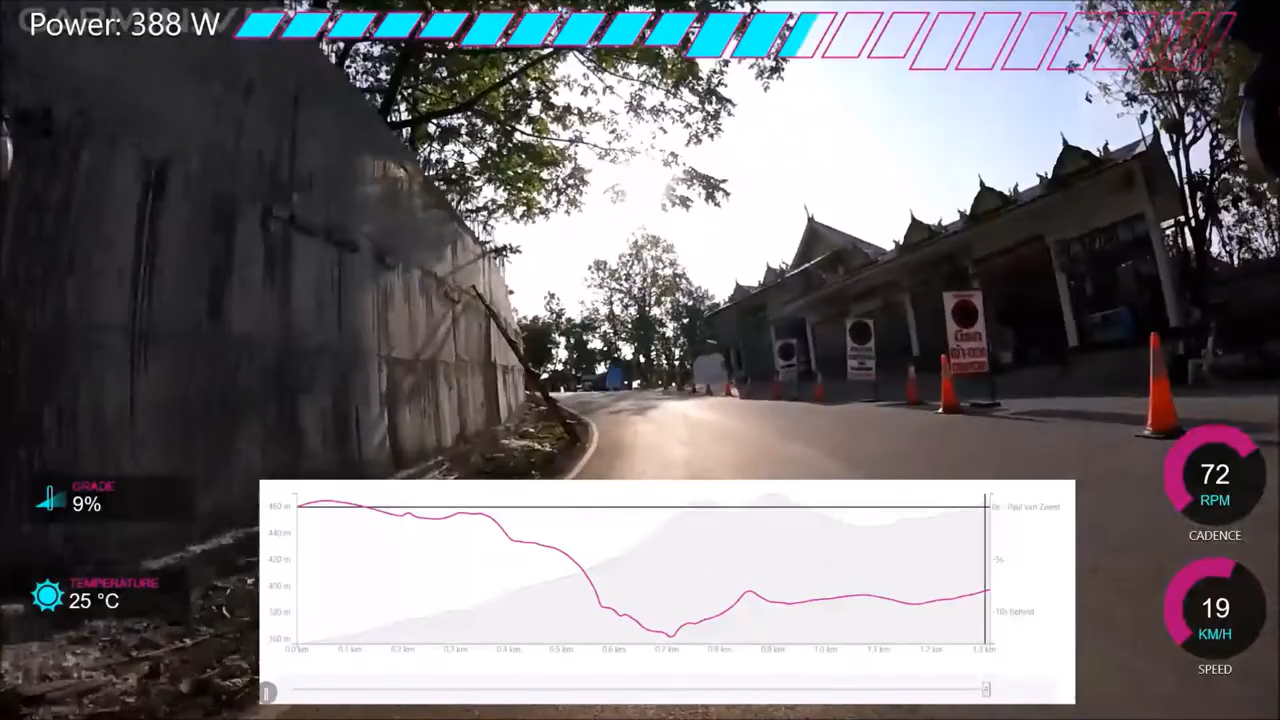 GARMIN VI
Power: 388 W
GRADE
9%
TEMPERATURE
25 °C
72
RPM
CADENCE
19
KM/H
SPEED
460 m
440 m
420 m
400 m
380 m
360 m
0s - Paul van Zweet
-5s
-10s Behind
0.0 km
0.1 km
0.2 km
0.3 km
0.4 km
0.5 km
0.6 km
0.7 km
0.8 km
0.9 km
1.0 km
1.1 km
1.2 km
1.3 km